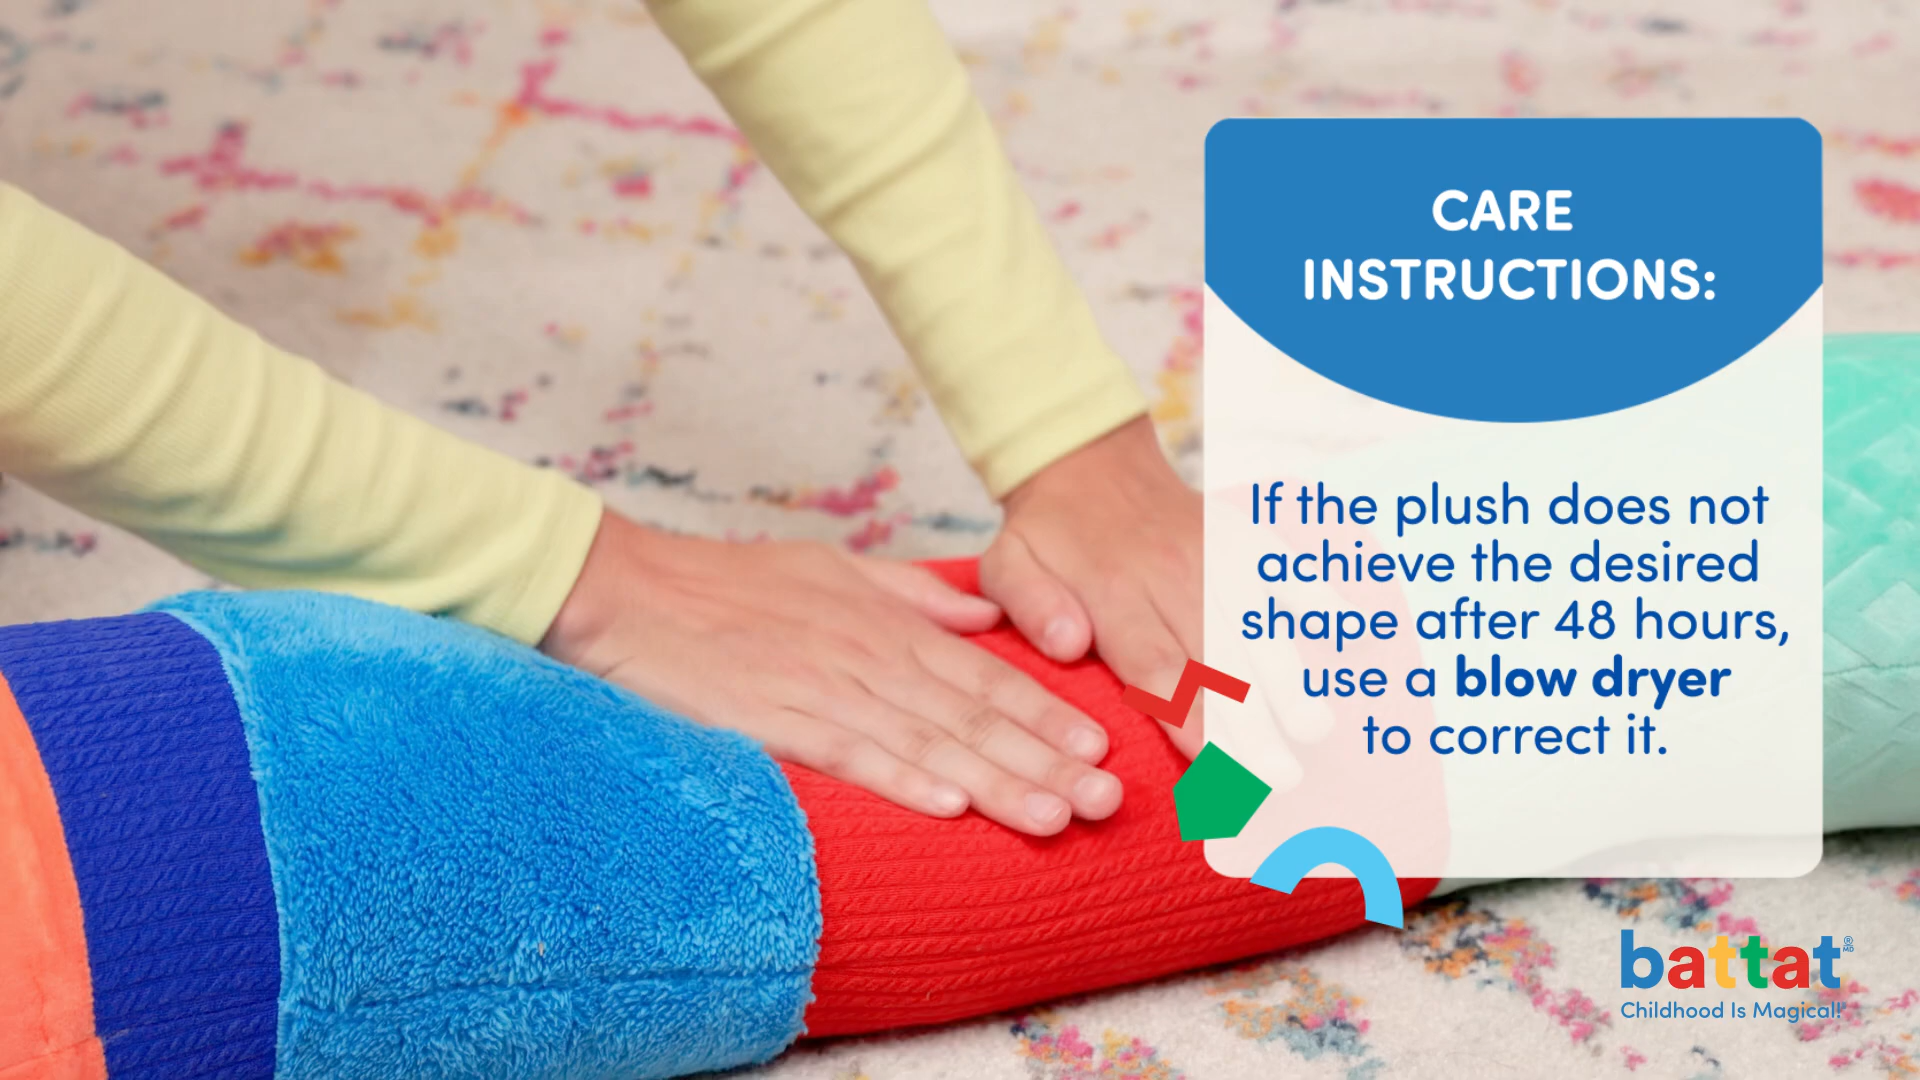 CARE
INSTRUCTIONS:
If the plush does not
achieve the desired
shape after 48 hours,
use a blow dryer
to correct it.
battat®
MD
Childhood Is Magical!